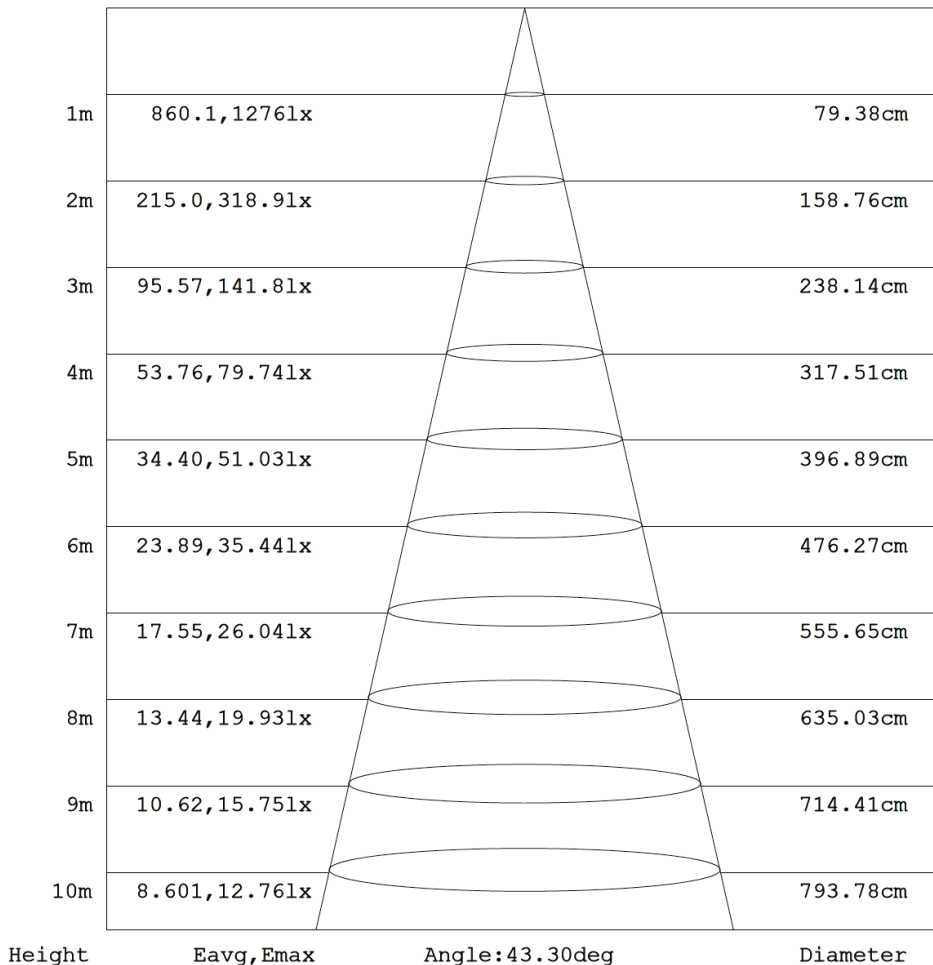 1m 860.1,1276lx 79.38cm
2m 215.0,318.9lx 158.76cm
3m 95.57,141.8lx 238.14cm
4m 53.76,79.74lx 317.51cm
5m 34.40,51.03lx 396.89cm
6m 23.89,35.44lx 476.27cm
7m 17.55,26.04lx 555.65cm
8m 13.44,19.93lx 635.03cm
9m 10.62,15.75lx 714.41cm
10m 8.601,12.76lx 793.78cm
Height Eavg,Emax Angle:43.30deg Diameter